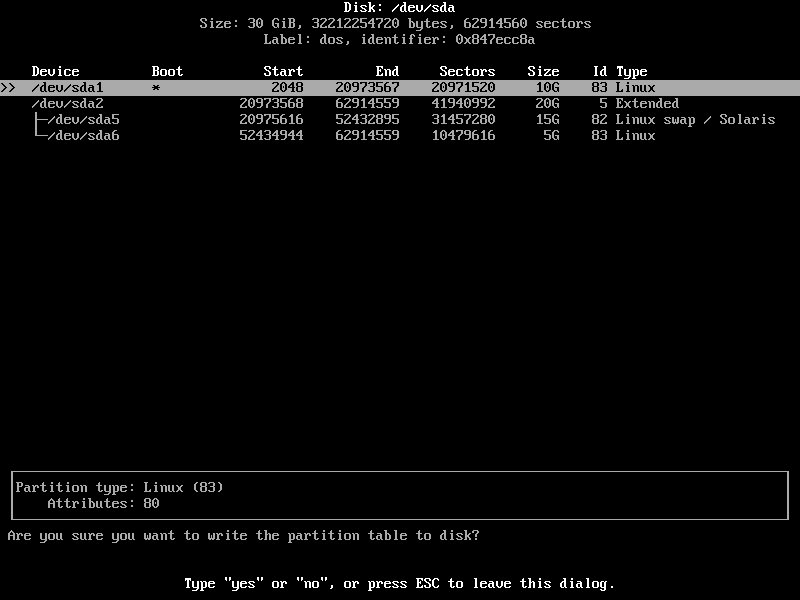 Disk: /dev/sda
Size: 30 GiB, 32212254720 bytes, 62914560 sectors
Label: dos, identifier: 0x847ecc8a
Device Boot Start End Sectors Size Id Type
>> /dev/sda1 * 2048 20973567 20971520 10G 83 Linux
/dev/sda2 20973568 62914559 41940992 20G 5 Extended
├─/dev/sda5 20975616 52432895 31457280 15G 82 Linux swap / Solaris
└─/dev/sda6 52434944 62914559 10479616 5G 83 Linux
Partition type: Linux (83)
Attributes: 80
Are you sure you want to write the partition table to disk?
Type "yes" or "no", or press ESC to leave this dialog.